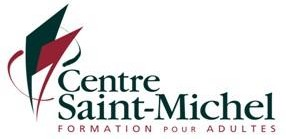 Centre
Saint-Michel
FORMATION POUR ADULTES